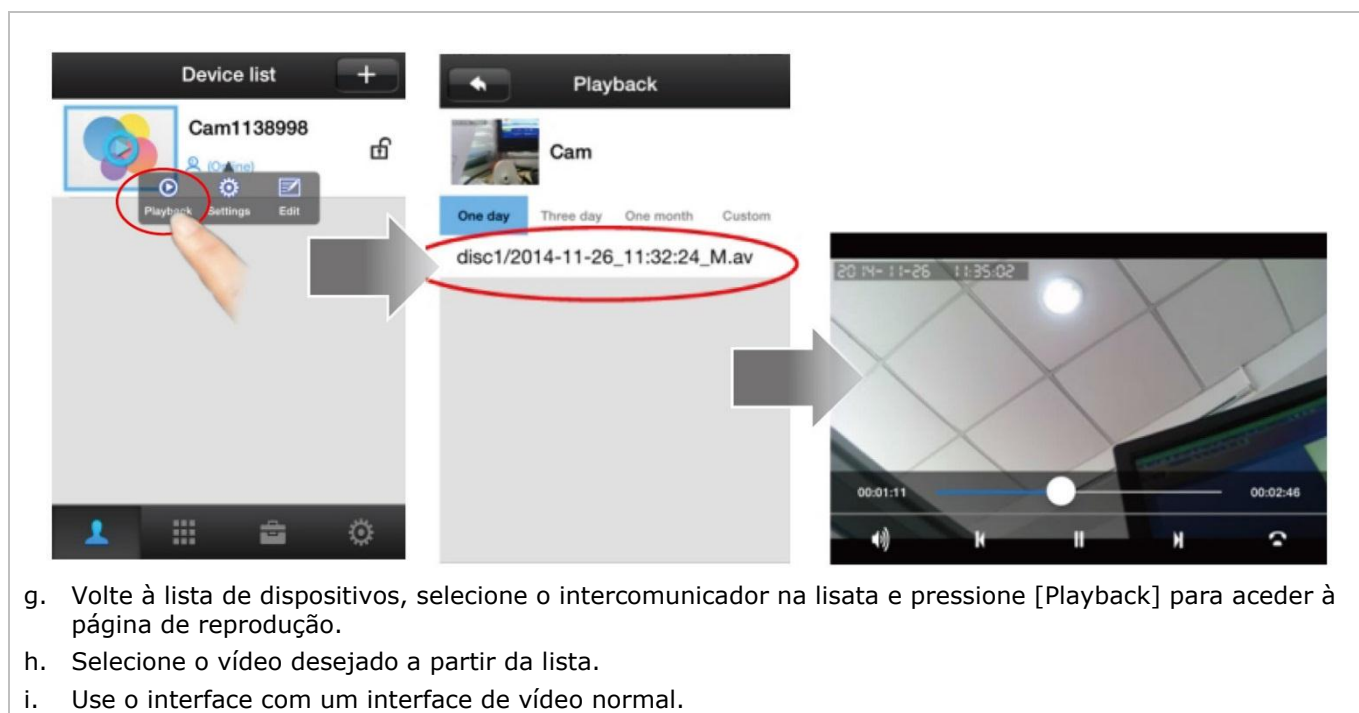 Device list
+
Cam1138998
(Online)
Playback Settings Edit
Playback
Cam
One day Three day One month Custom
disc1/2014-11-26_11:32:24_M.av
2014-11-26 11:35:02
00:01:11
00:02:46
g. Volte à lista de dispositivos, selecione o intercomunicador na lisata e pressione [Playback] para aceder à
página de reprodução.
h. Selecione o vídeo desejado a partir da lista.
i. Use o interface com um interface de vídeo normal.